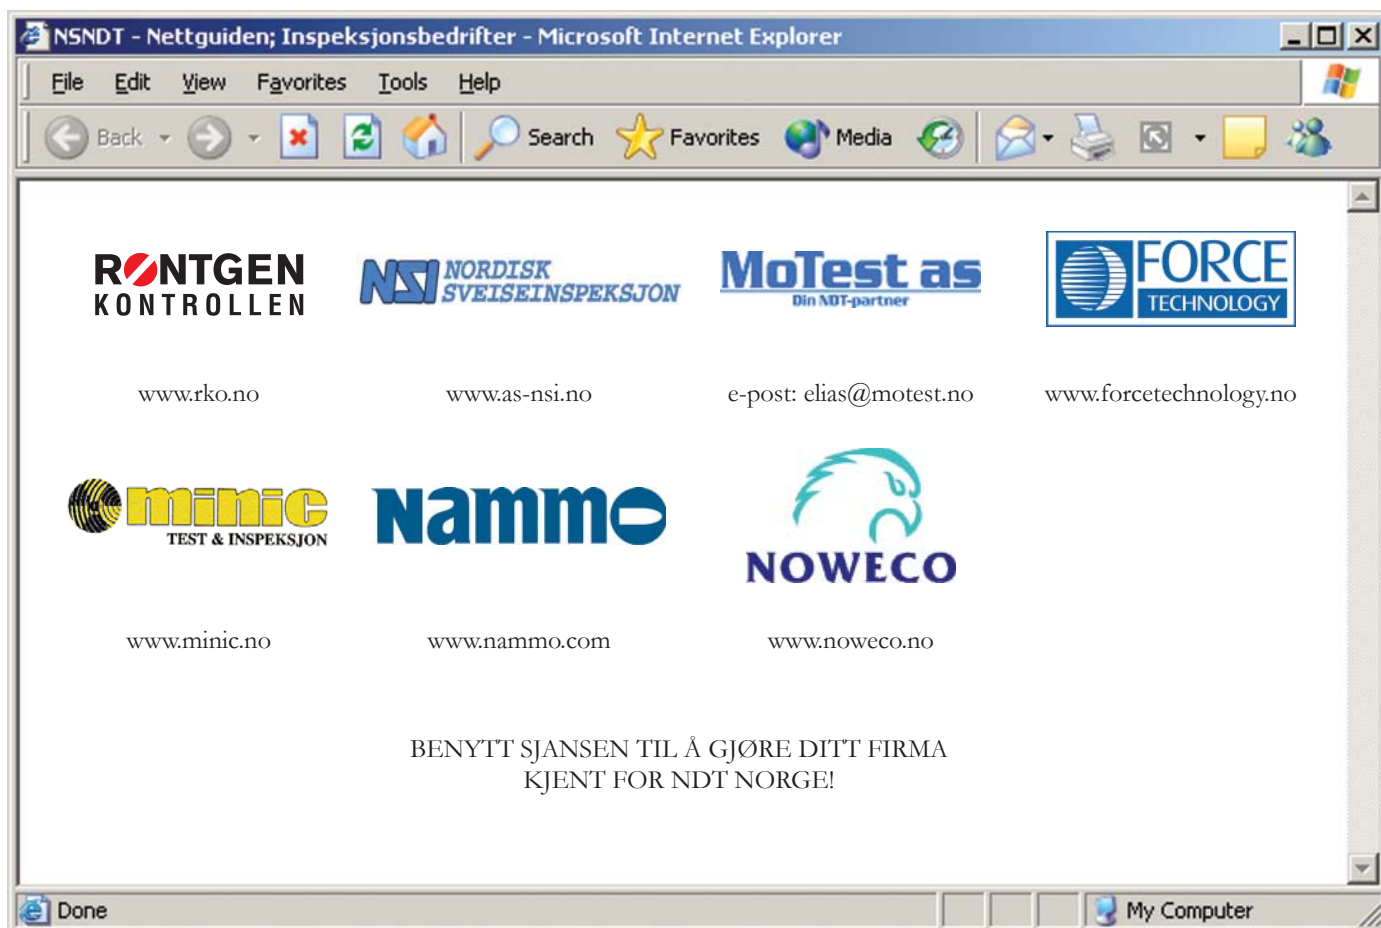 NSNDT - Nettguiden; Inspeksjonsbedrifter - Microsoft Internet Explorer
File Edit View Favorites Tools Help
Back Search Favorites Media
RØNTGEN
KONTROLLEN
NSI NORDISK
SVEISEINSPEKSJON
MoTest as
Din NDT-partner
FORCE
TECHNOLOGY
www.rko.no
www.as-nsi.no
e-post: elias@motest.no
www.forcetechnology.no
minic
TEST & INSPEKSJON
Nammo
NOWECO
www.minic.no
www.nammo.com
www.noweco.no
BENYTT SJANSEN TIL Å GJØRE DITT FIRMA
KJENT FOR NDT NORGE!
Done
My Computer